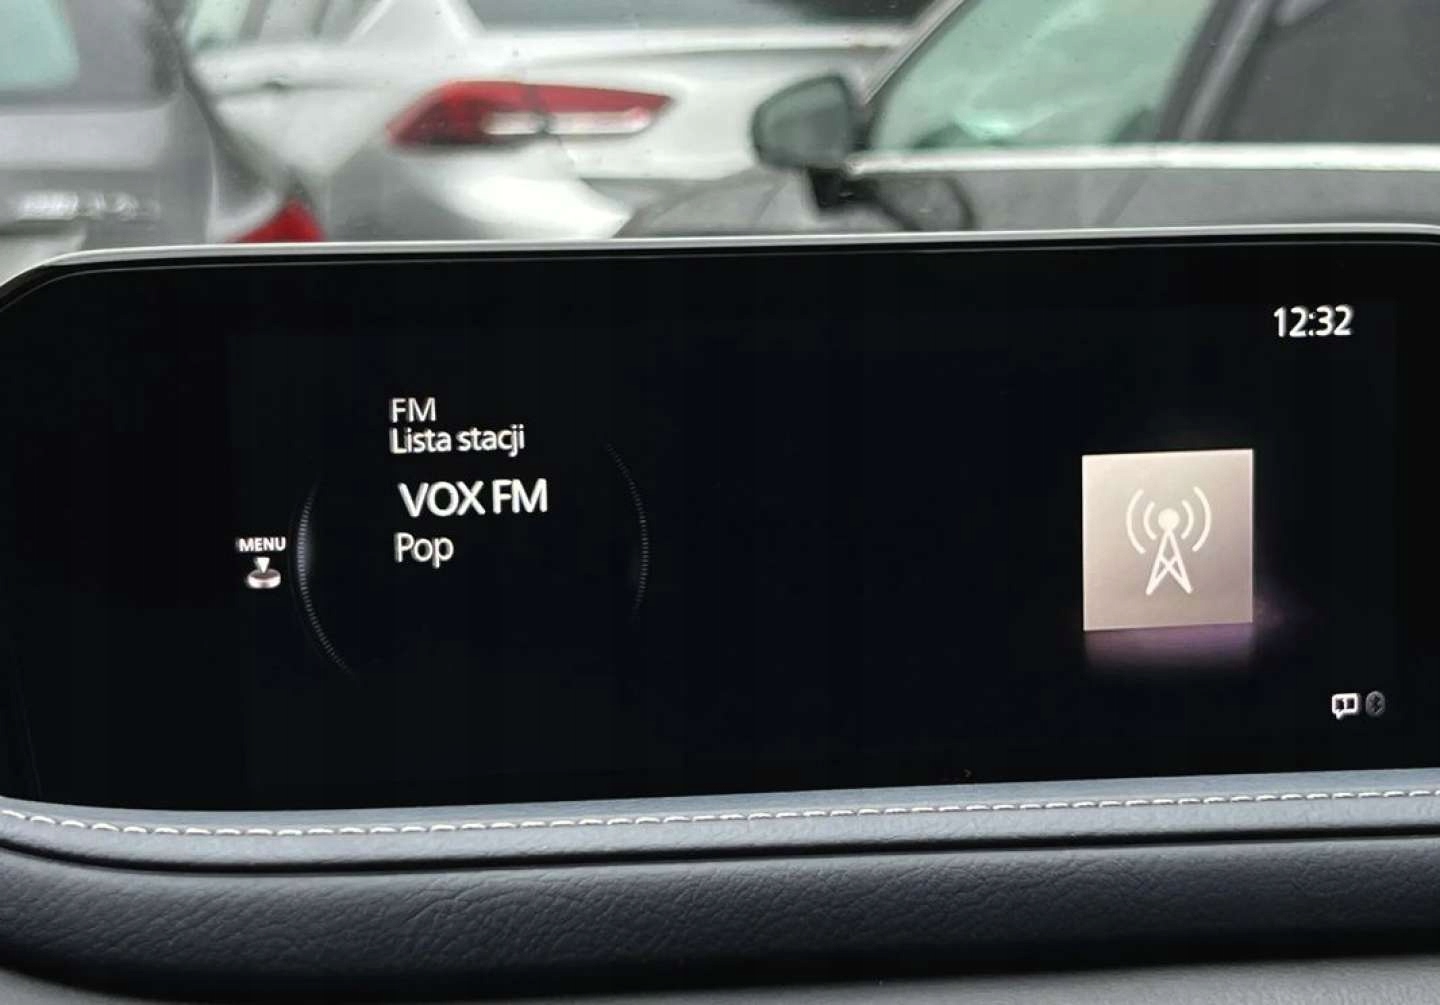 12:32
FM
Lista stacji
VOX FM
Pop
MENU